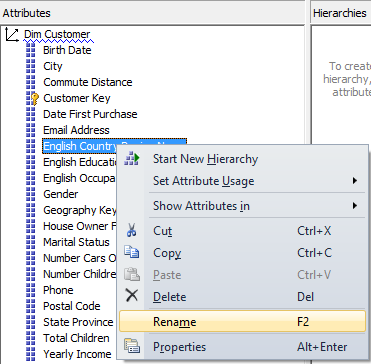 Attributes
Hierarchies
Dim Customer
Birth Date
City
Commute Distance
Customer Key
Date First Purchase
Email Address
English Country
English Educati
English Occupa
Gender
Geography Key
House Owner F
Marital Status
Number Cars O
Number Children
Phone
Postal Code
State Province
Total Children
Yearly Income
To create
hierarchy,
attribute
Start New Hierarchy
Set Attribute Usage
Show Attributes in
Cut Ctrl+X
Copy Ctrl+C
Paste Ctrl+V
Delete Del
Rename F2
Properties Alt+Enter